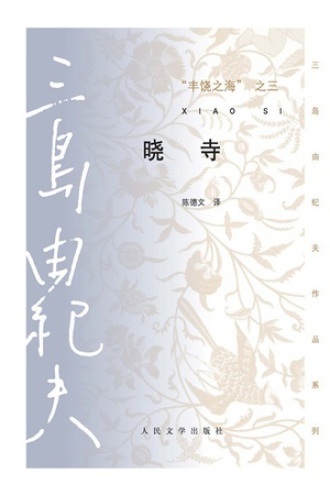 三島由紀夫
“丰饶之海” 之三
XIAO SI
晓寺
陈德文 译
三岛由纪夫作品系列
人民文学出版社